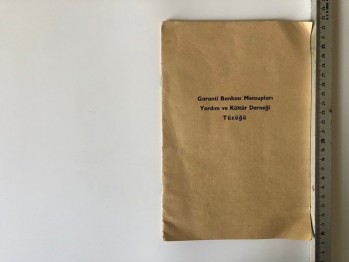 Garanti Bankası Mensupları
Yardım ve Kültür Derneği
Tüzüğü